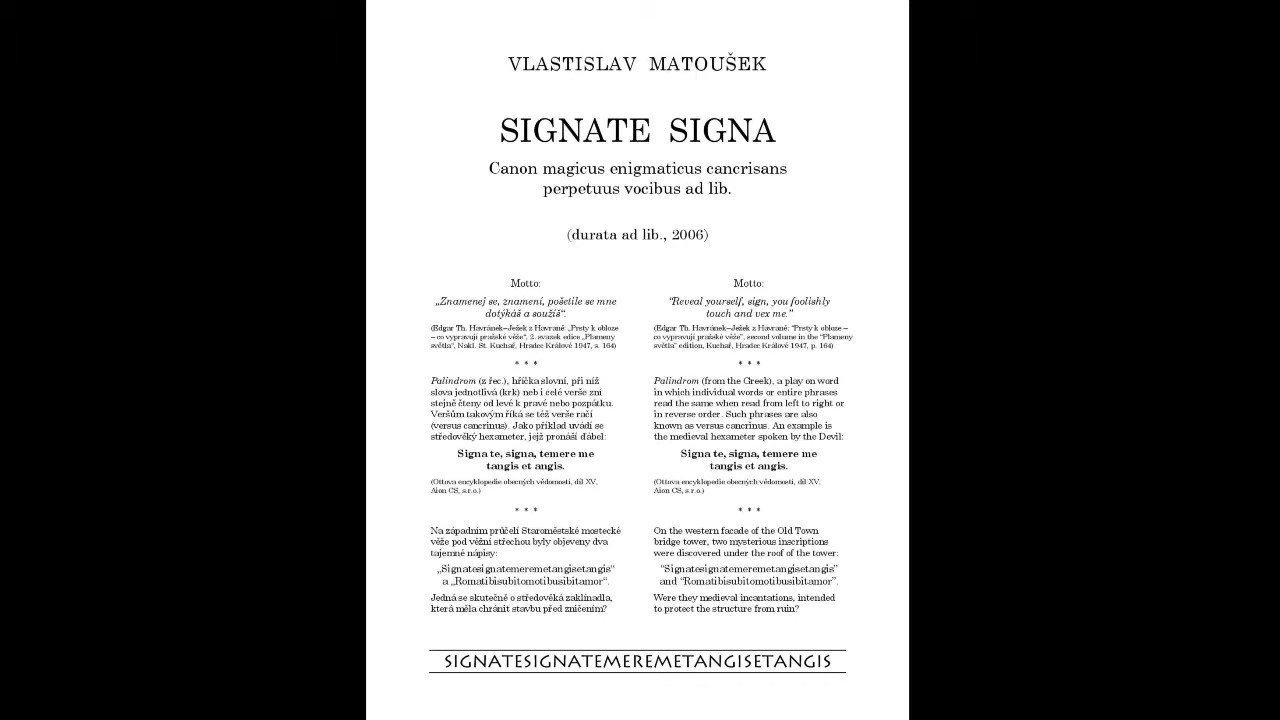 VLASTISLAV MATOUŠEK
SIGNATE SIGNA
Canon magicus enigmaticus cancrisans
perpetuus vocibus ad lib.
(durata ad lib., 2006)
Motto:
„Znamenej se, znamení, pošetile se mne
dotýkáš a soužíš“.
(Edgar Th. Havránek–Ježek z Havraně: „Prsty k obloze
– co vypravují pražské věže“, 2. svazek edice „Plameny
světla“, Nakl. St. Kuchař, Hradec Králové 1947, s. 164)
* * *
Palindrom (z řec.), hříčka slovní, při níž
slova jednotlivá (krk) neb i celé verše zní
stejně čteny od levé k pravé nebo pozpátku.
Veršům takovým říká se též verše račí
(versus cancrinus). Jako příklad uvádí se
středověký hexameter, jejž pronáší ďábel:
Signa te, signa, temere me
tangis et angis.
(Ottova encyklopedie obecných vědomostí, díl XV,
Aion CS, s.r.o.)
* * *
Na západním průčelí Staroměstské mostecké
věže pod věžní střechou byly objeveny dva
tajemné nápisy:
„Signatesignatemeremetangisetangis“
a „Romatibisubitomotibusibitamor“.
Jedná se skutečně o středověká zaklínadla,
která měla chránit stavbu před zničením?
Motto:
“Reveal yourself, sign, you foolishly
touch and vex me.”
(Edgar Th. Havránek–Ježek z Havraně: “Prsty k obloze –
co vypravují pražské věže”, second volume in the “Plameny
světla” edition, Kuchař, Hradec Králové 1947, p. 164)
* * *
Palindrom (from the Greek), a play on word
in which individual words or entire phrases
read the same when read from left to right or
in reverse order. Such phrases are also
known as versus cancrinus. An example is
the medieval hexameter spoken by the Devil:
Signa te, signa, temere me
tangis et angis.
(Ottova encyklopedie obecných vědomostí, díl XV,
Aion CS, s.r.o.)
* * *
On the western facade of the Old Town
bridge tower, two mysterious inscriptions
were discovered under the roof of the tower:
“Signatesignatemeremetangisetangis”
and “Romatibisubitomotibusibitamor”.
Were they medieval incantations, intended
to protect the structure from ruin?
SIGNATESIGNATEMEREMETANGISETANGIS